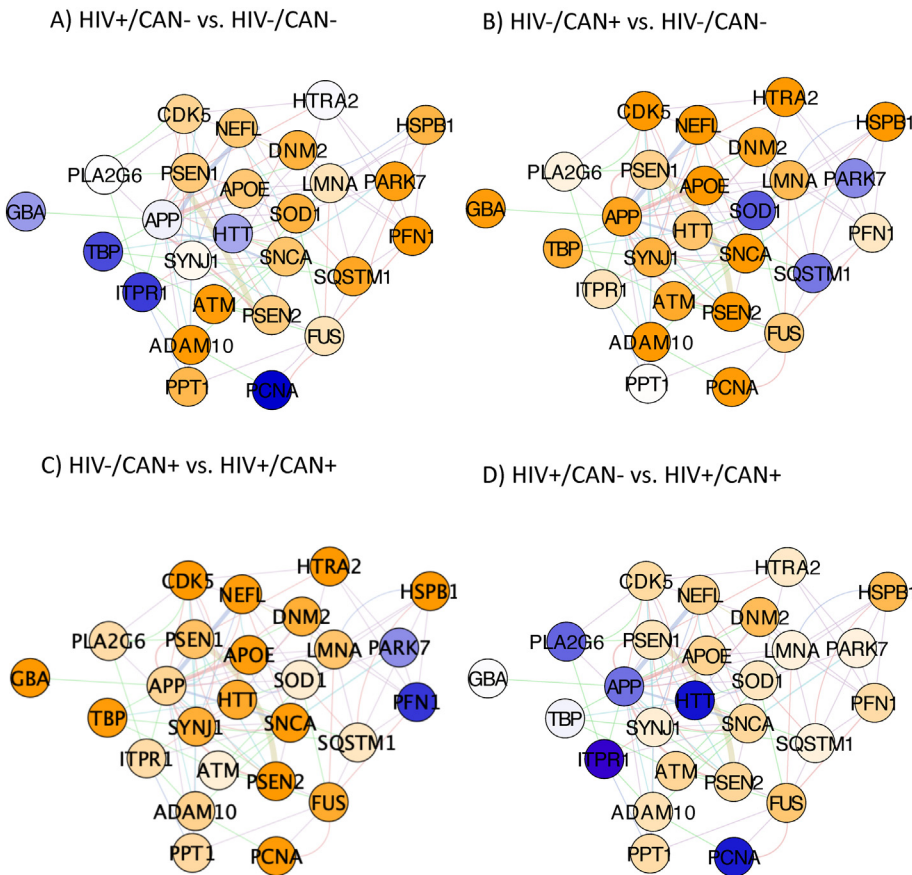 A) HIV+/CAN- vs. HIV-/CAN-
HTRA2
CDK5
NEFL
HSPB1
DNM2
PSEN1
PLA2G6
APOE
LMNA
PARK7
GBA
APP
SOD1
HTT
PFN1
TBP
SYNJ1
SNCA
SQSTM1
ITPR1
ATM
PSEN2
FUS
ADAM10
PPT1
PCNA
B) HIV-/CAN+ vs. HIV-/CAN-
HTRA2
CDK5
NEFL
HSPB1
DNM2
PSEN1
PLA2G6
APOE
LMNA
PARK7
GBA
APP
SOD1
HTT
PFN1
TBP
SYNJ1
SNCA
SQSTM1
ITPR1
ATM
PSEN2
FUS
ADAM10
PPT1
PCNA
C) HIV-/CAN+ vs. HIV+/CAN+
HTRA2
CDK5
NEFL
HSPB1
DNM2
PSEN1
PLA2G6
APOE
LMNA
PARK7
GBA
APP
SOD1
HTT
PFN1
TBP
SYNJ1
SNCA
SQSTM1
ITPR1
ATM
PSEN2
FUS
ADAM10
PPT1
PCNA
D) HIV+/CAN- vs. HIV+/CAN+
HTRA2
CDK5
NEFL
HSPB1
DNM2
PSEN1
PLA2G6
APOE
LMNA
PARK7
GBA
APP
SOD1
HTT
PFN1
TBP
SYNJ1
SNCA
SQSTM1
ITPR1
ATM
PSEN2
FUS
ADAM10
PPT1
PCNA